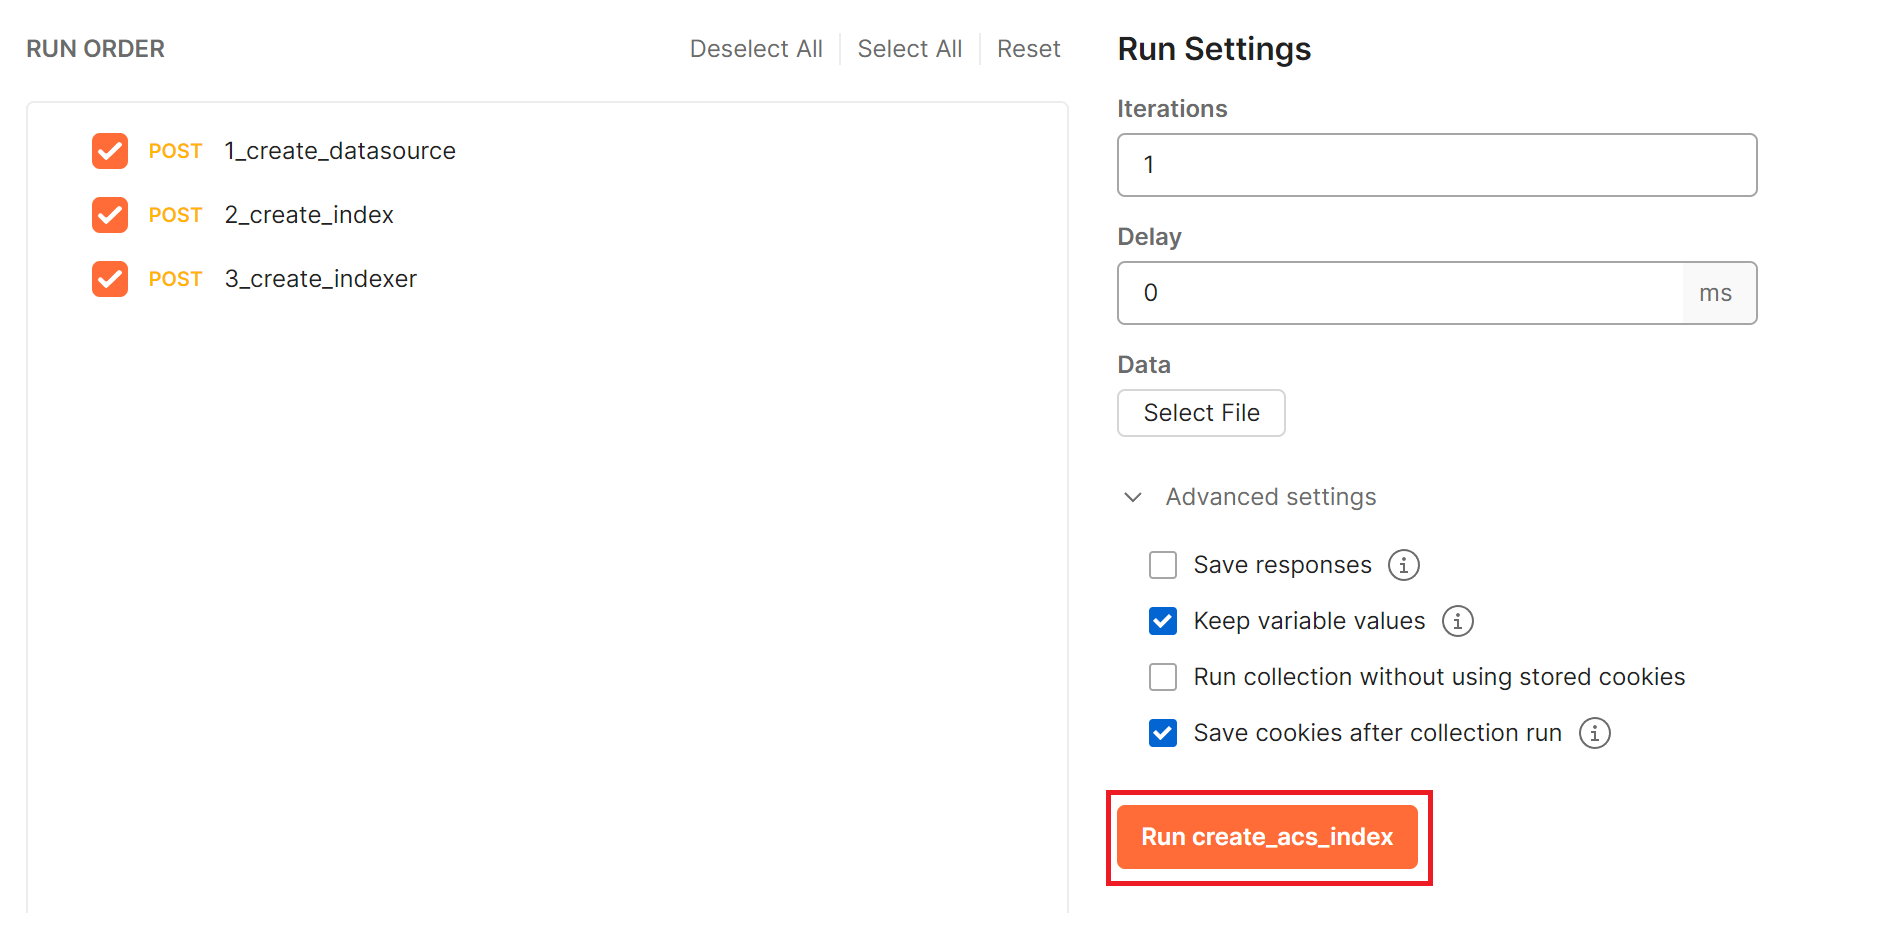 RUN ORDER
Deselect All
Select All
Reset
POST 1_create_datasource
POST 2_create_index
POST 3_create_indexer
Run Settings
Iterations
1
Delay
0 ms
Data
Select File
Advanced settings
Save responses
Keep variable values
Run collection without using stored cookies
Save cookies after collection run
Run create_acs_index